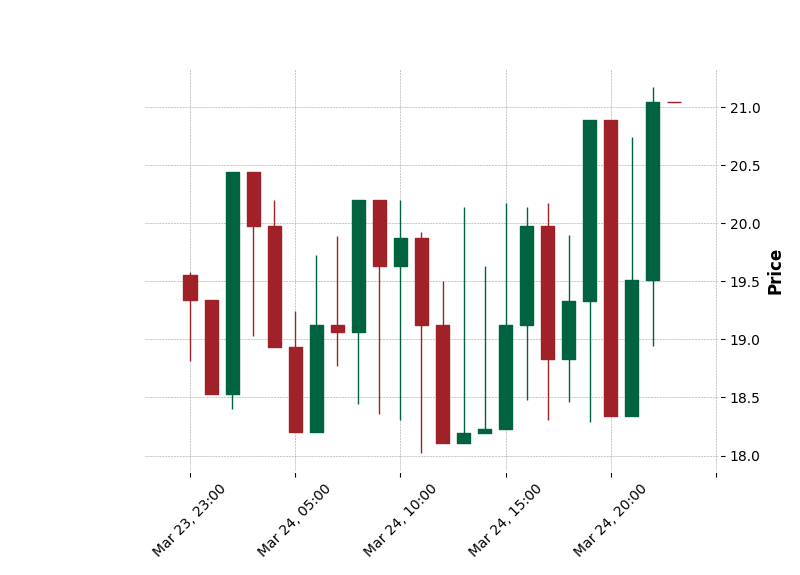 21.0
20.5
20.0
19.5
19.0
18.5
18.0
Price
Mar 23, 23:00
Mar 24, 05:00
Mar 24, 10:00
Mar 24, 15:00
Mar 24, 20:00